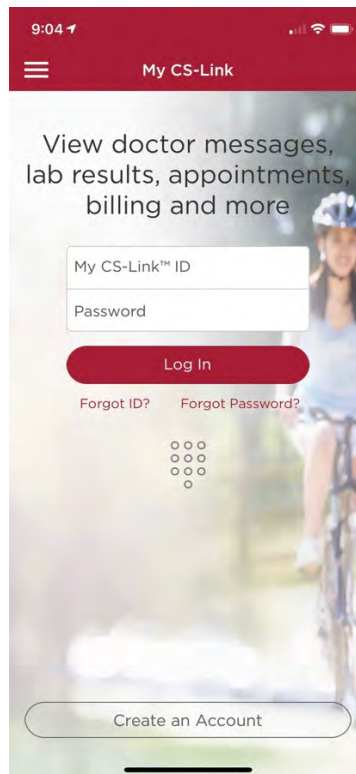 9:04
My CS-Link
View doctor messages,
lab results, appointments,
billing and more
My CS-Link™ ID
Password
Log In
Forgot ID? Forgot Password?
Create an Account